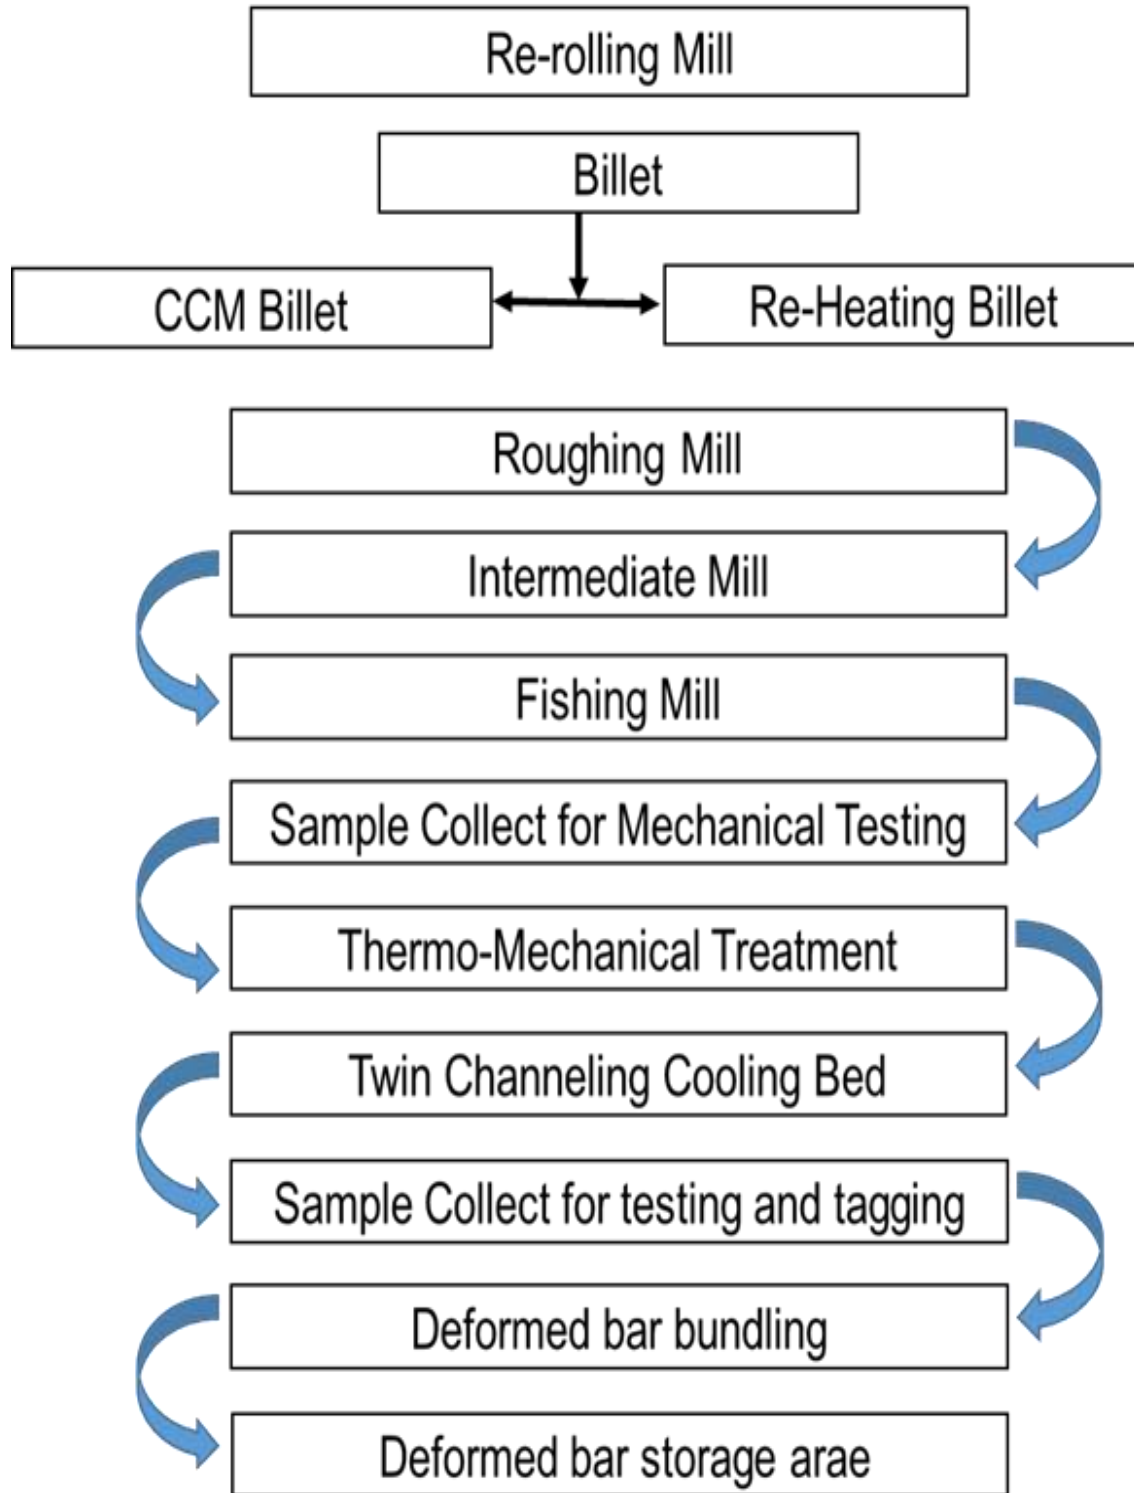 Re-rolling Mill
Billet
CCM Billet
Re-Heating Billet
Roughing Mill
Intermediate Mill
Fishing Mill
Sample Collect for Mechanical Testing
Thermo-Mechanical Treatment
Twin Channeling Cooling Bed
Sample Collect for testing and tagging
Deformed bar bundling
Deformed bar storage arae